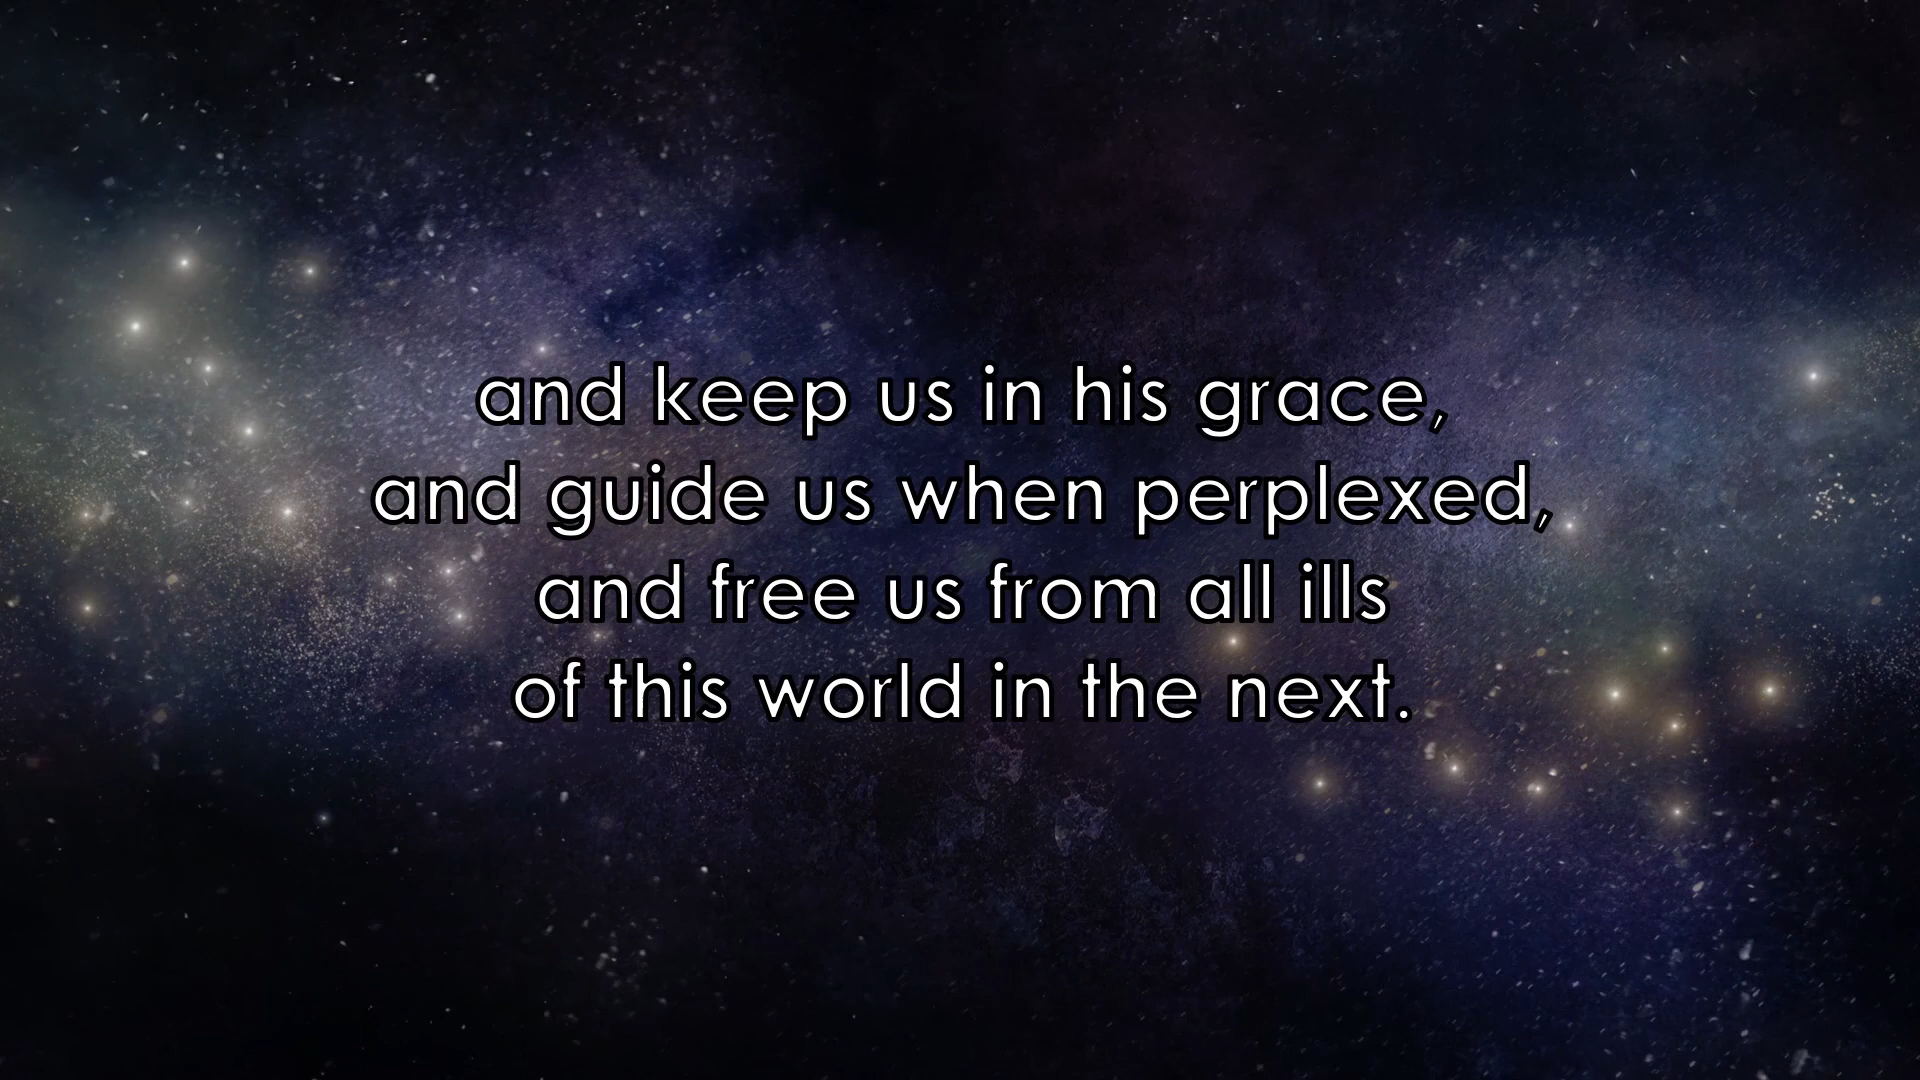 and keep us in his grace,
and guide us when perplexed,
and free us from all ills
of this world in the next.